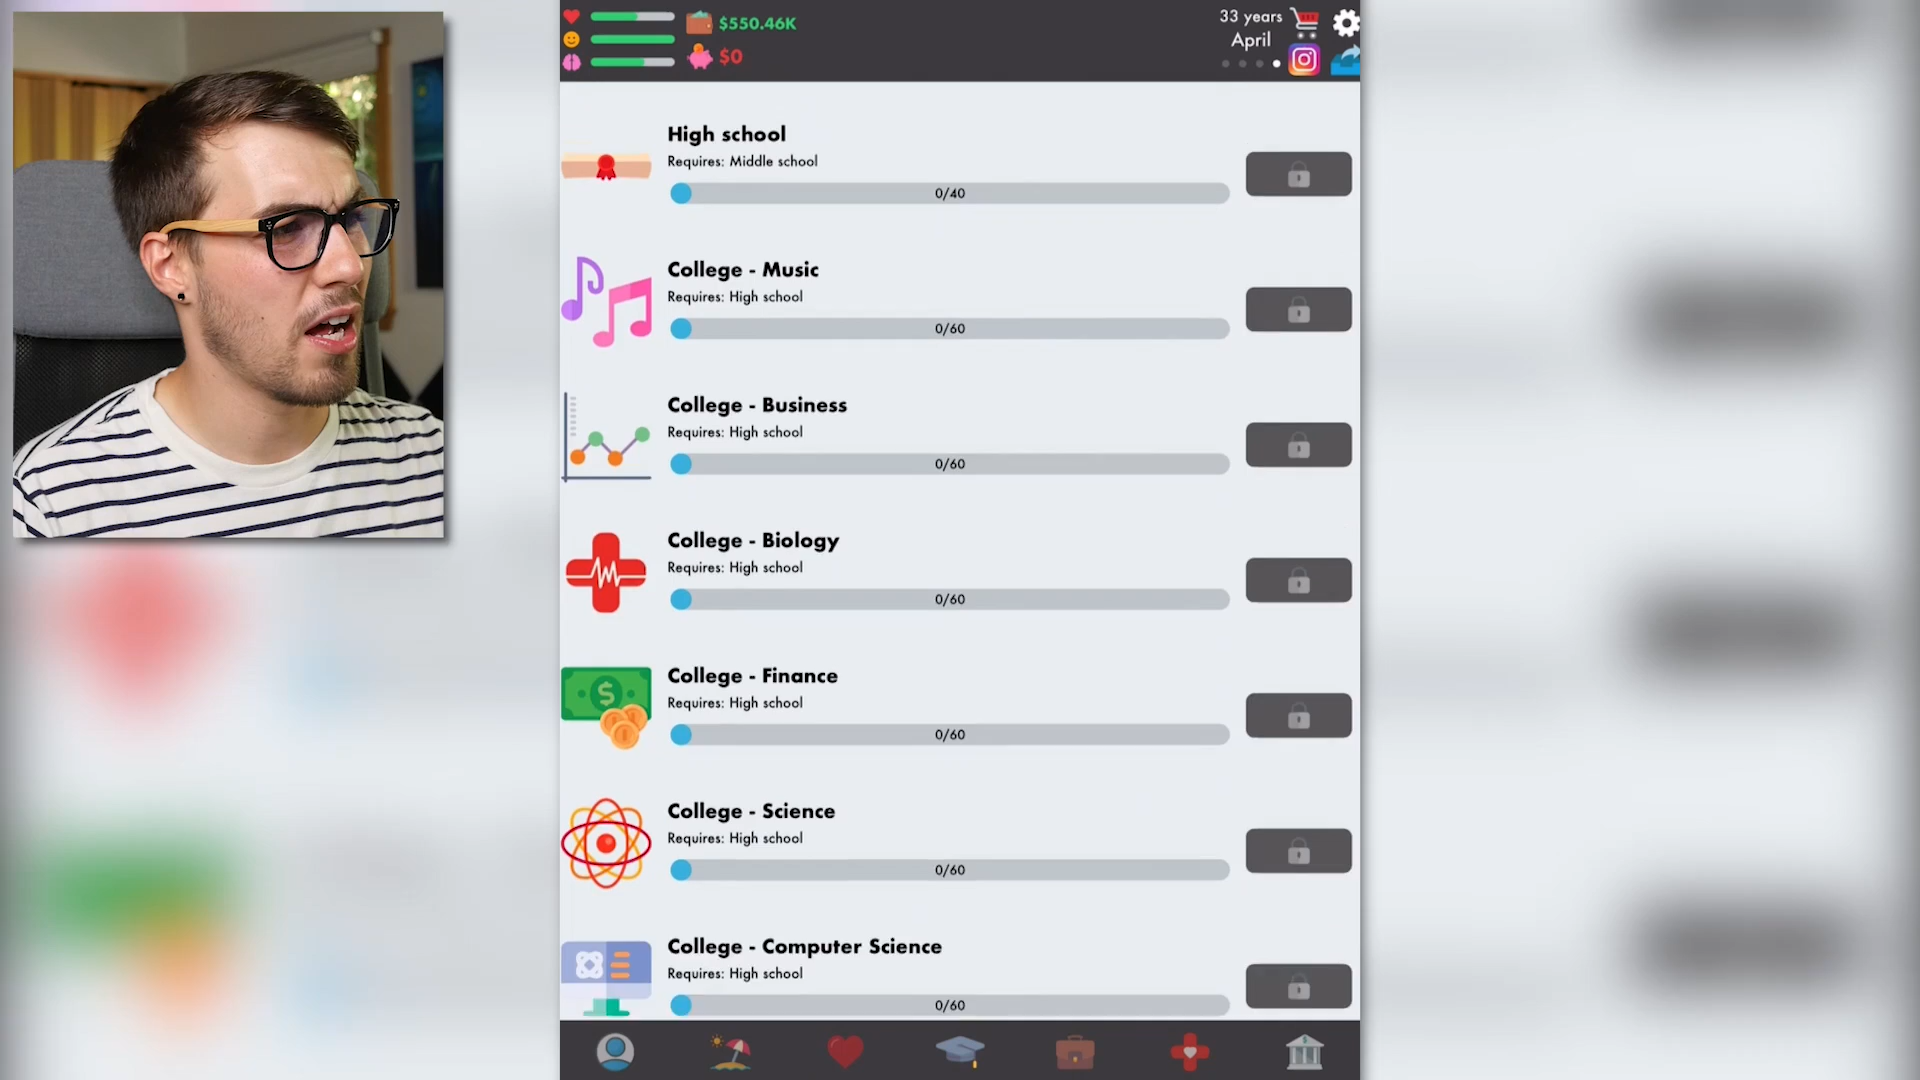 $550.46K
33 years
$0
April
High school
Requires: Middle school
0/40
College - Music
Requires: High school
0/60
College - Business
Requires: High school
0/60
College - Biology
Requires: High school
0/60
College - Finance
Requires: High school
0/60
College - Science
Requires: High school
0/60
College - Computer Science
Requires: High school
0/60